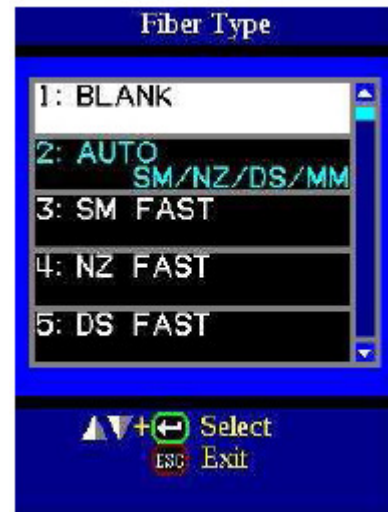 Fiber Type
1: BLANK
2: AUTO
SM/NZ/DS/MM
3: SM FAST
4: NZ FAST
5: DS FAST
+ Select
ESC Exit